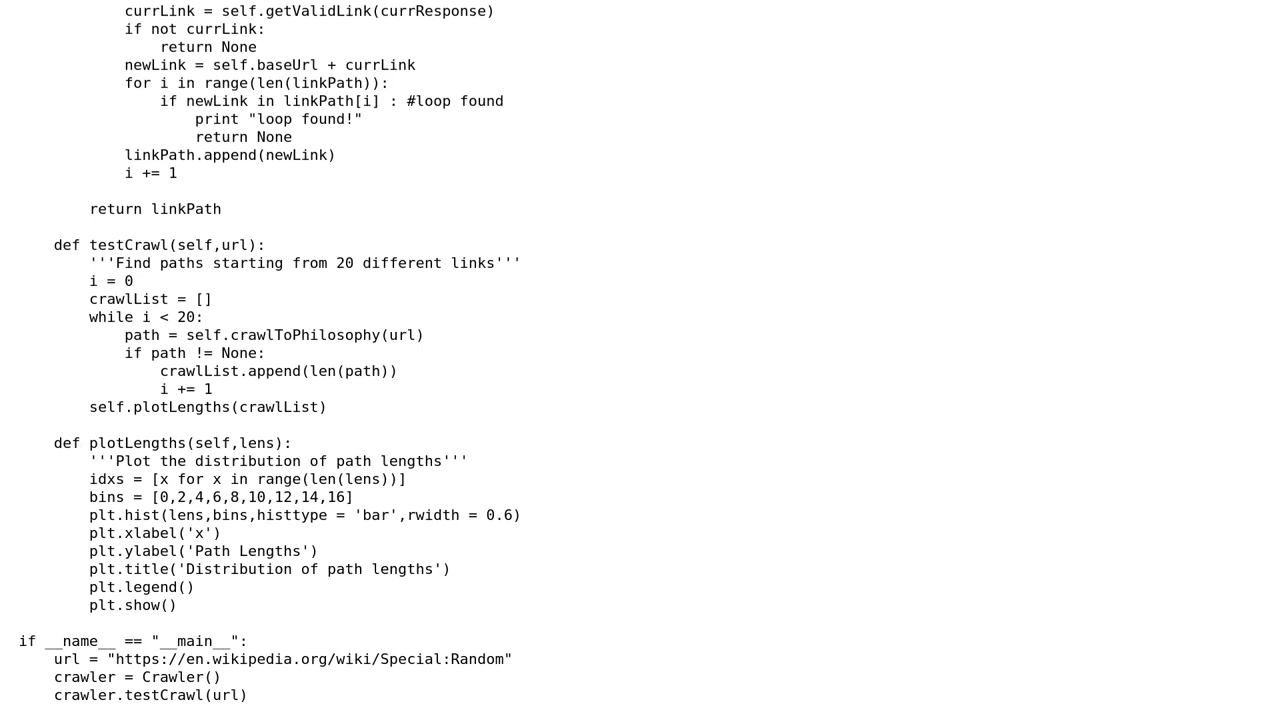 currLink = self.getValidLink(currResponse)
            if not currLink:
                return None
            newLink = self.baseUrl + currLink
            for i in range(len(linkPath)):
                if newLink in linkPath[i] : #loop found
                    print "loop found!"
                    return None
            linkPath.append(newLink)
            i += 1

        return linkPath

    def testCrawl(self,url):
        '''Find paths starting from 20 different links'''
        i = 0
        crawlList = []
        while i < 20:
            path = self.crawlToPhilosophy(url)
            if path != None:
                crawlList.append(len(path))
                i += 1
        self.plotLengths(crawlList)

    def plotLengths(self,lens):
        '''Plot the distribution of path lengths'''
        idxs = [x for x in range(len(lens))]
        bins = [0,2,4,6,8,10,12,14,16]
        plt.hist(lens,bins,histtype = 'bar',rwidth = 0.6)
        plt.xlabel('x')
        plt.ylabel('Path Lengths')
        plt.title('Distribution of path lengths')
        plt.legend()
        plt.show()

if __name__ == "__main__":
    url = "https://en.wikipedia.org/wiki/Special:Random"
    crawler = Crawler()
    crawler.testCrawl(url)